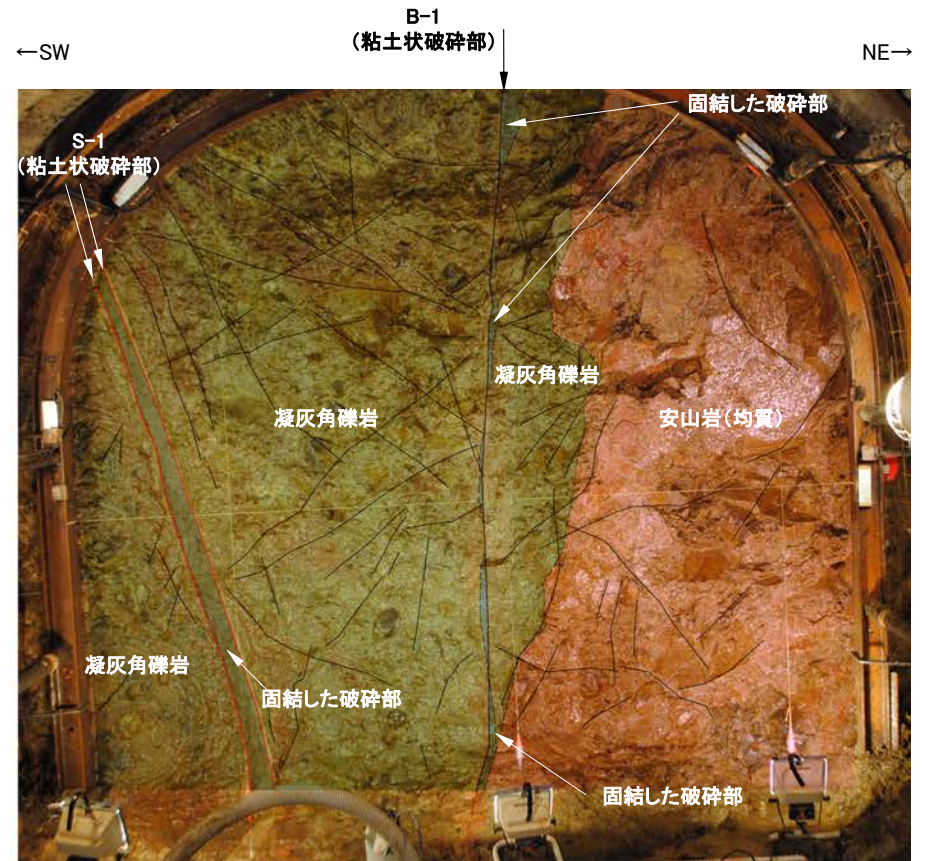 B-1
(粘土状破砕部)
←SW
NE→
固結した破砕部
S-1
(粘土状破砕部)
凝灰角礫岩
凝灰角礫岩
安山岩(均質)
凝灰角礫岩
固結した破砕部
固結した破砕部